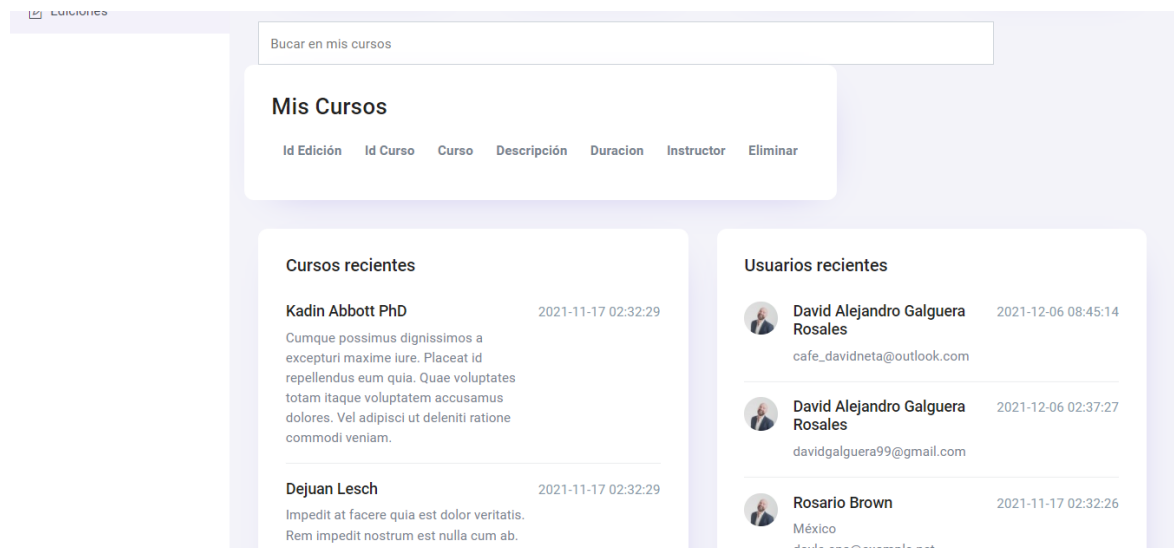 Ediciones
Bucar en mis cursos
Mis Cursos
Id Edición Id Curso Curso Descripción Duracion Instructor Eliminar
Cursos recientes
Kadin Abbott PhD 2021-11-17 02:32:29
Cumque possimus dignissimos a
excepturi maxime iure. Placeat id
repellendus eum quia. Quae voluptates
totam itaque voluptatem accusamus
dolores. Vel adipisci ut deleniti ratione
commodi veniam.
Dejuan Lesch 2021-11-17 02:32:29
Impedit at facere quia est dolor veritatis.
Rem impedit nostrum est nulla cum ab.
Usuarios recientes
David Alejandro Galguera 2021-12-06 08:45:14
Rosales
cafe_davidneta@outlook.com
David Alejandro Galguera 2021-12-06 02:37:27
Rosales
davidgalguera99@gmail.com
Rosario Brown 2021-11-17 02:32:26
México